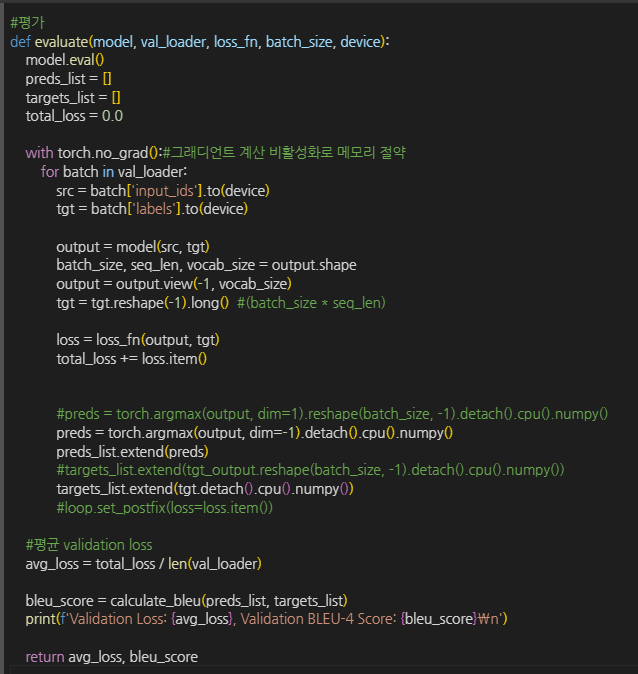 #평가
def evaluate(model, val_loader, loss_fn, batch_size, device):
model.eval()
preds_list = []
targets_list = []
total_loss = 0.0
with torch.no_grad():#그래디언트 계산 비활성화로 메모리 절약
for batch in val_loader:
src = batch['input_ids'].to(device)
tgt = batch['labels'].to(device)
output = model(src, tgt)
batch_size, seq_len, vocab_size = output.shape
output = output.view(-1, vocab_size)
tgt = tgt.reshape(-1).long() #(batch_size * seq_len)
loss = loss_fn(output, tgt)
total_loss += loss.item()
#preds = torch.argmax(output, dim=1).reshape(batch_size, -1).detach().cpu().numpy()
preds = torch.argmax(output, dim=-1).detach().cpu().numpy()
preds_list.extend(preds)
#targets_list.extend(tgt_output.reshape(batch_size, -1).detach().cpu().numpy())
targets_list.extend(tgt.detach().cpu().numpy())
#loop.set_postfix(loss=loss.item())
#평균 validation loss
avg_loss = total_loss / len(val_loader)
bleu_score = calculate_bleu(preds_list, targets_list)
print(f'Validation Loss: {avg_loss}, Validation BLEU-4 Score: {bleu_score}₩n')
return avg_loss, bleu_score